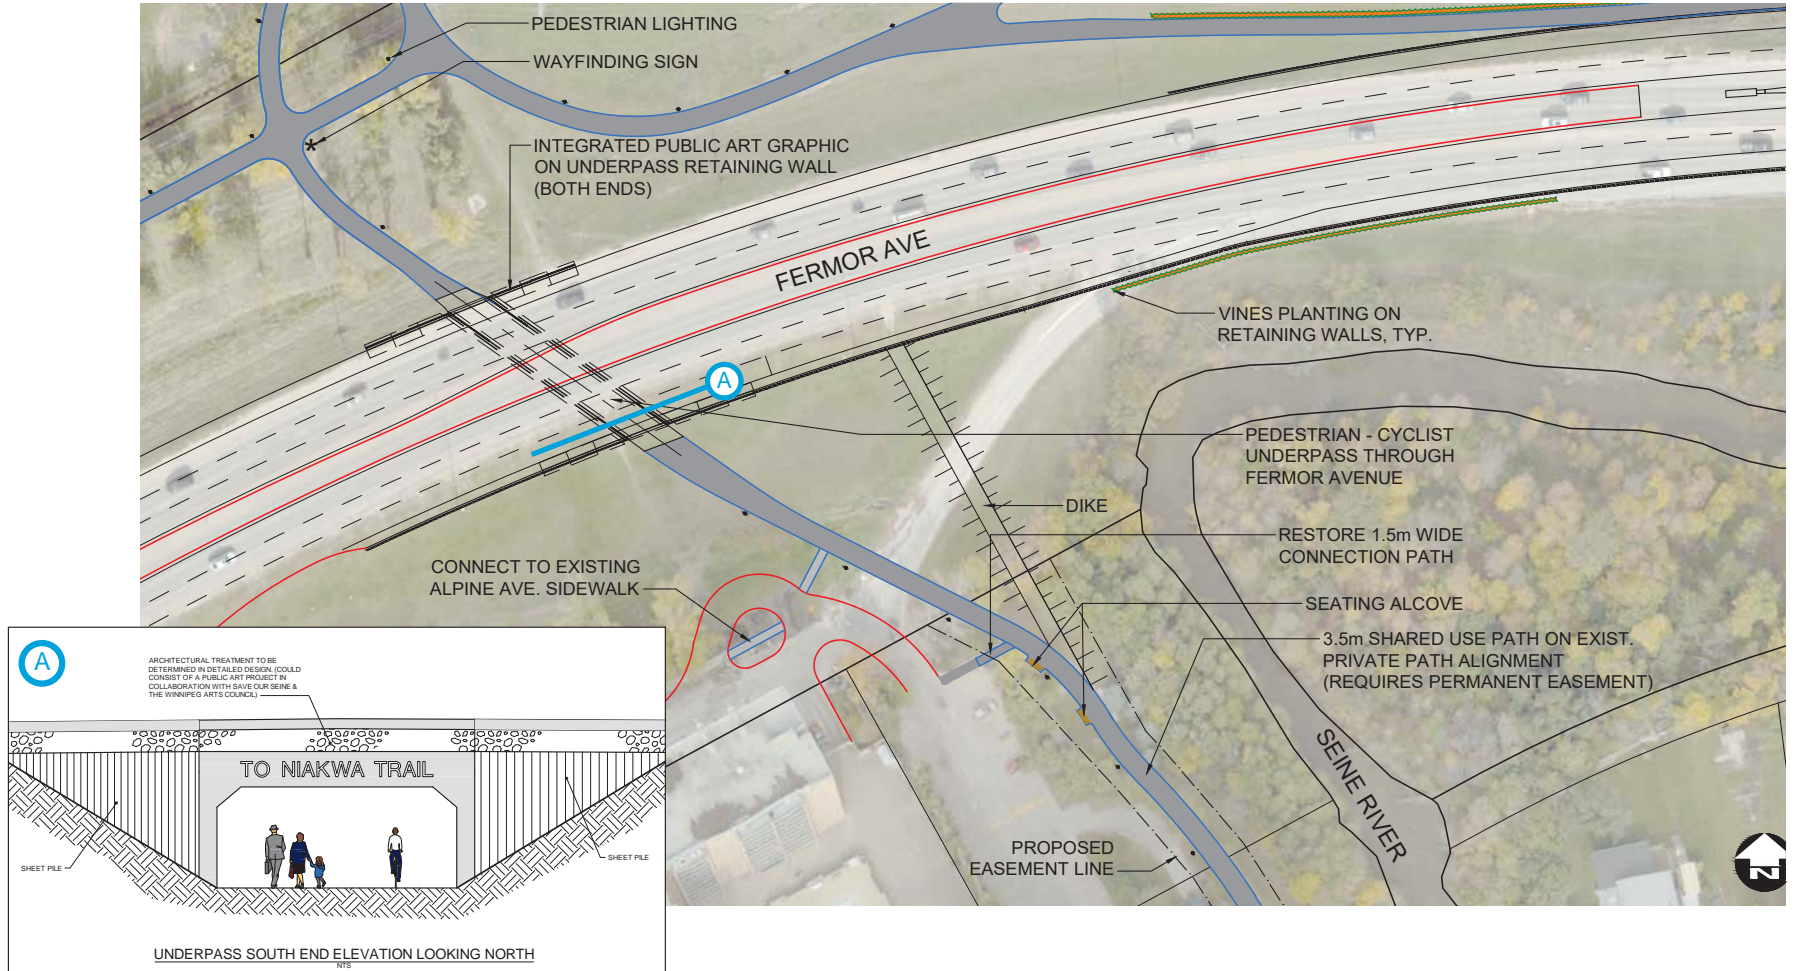 PEDESTRIAN LIGHTING
WAYFINDING SIGN
INTEGRATED PUBLIC ART GRAPHIC
ON UNDERPASS RETAINING WALL
(BOTH ENDS)
FERMOR AVE
A
VINES PLANTING ON
RETAINING WALLS, TYP.
PEDESTRIAN - CYCLIST
UNDERPASS THROUGH
FERMOR AVENUE
DIKE
RESTORE 1.5m WIDE
CONNECTION PATH
CONNECT TO EXISTING
ALPINE AVE. SIDEWALK
SEATING ALCOVE
3.5m SHARED USE PATH ON EXIST.
PRIVATE PATH ALIGNMENT
(REQUIRES PERMANENT EASEMENT)
SEINE RIVER
PROPOSED
EASEMENT LINE
N
A
ARCHITECTURAL TREATMENT TO BE
DETERMINED IN DETAILED DESIGN. (COULD
CONSIST OF A PUBLIC ART PROJECT IN
COLLABORATION WITH SAVE OUR SEINE &
THE WINNIPEG ARTS COUNCIL)
TO NIAKWA TRAIL
SHEET PILE
SHEET PILE
UNDERPASS SOUTH END ELEVATION LOOKING NORTH
NTS